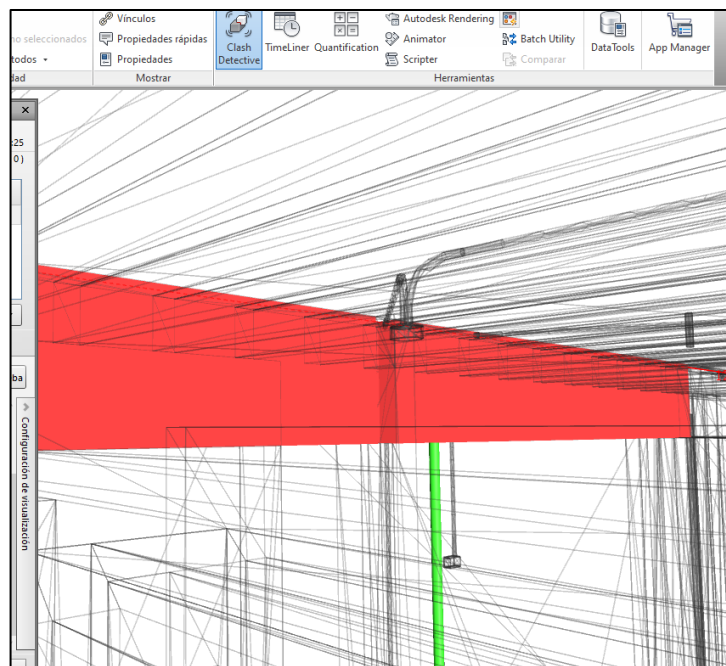 Vínculos
no seleccionados
Propiedades rápidas
todos
Propiedades
dad
Mostrar
Clash
Detective
TimeLiner
Quantification
Autodesk Rendering
Animator
Scripter
Batch Utility
Comparar
DataTools
App Manager
Herramientas
:25
0 )
ba
Configuración de visualización